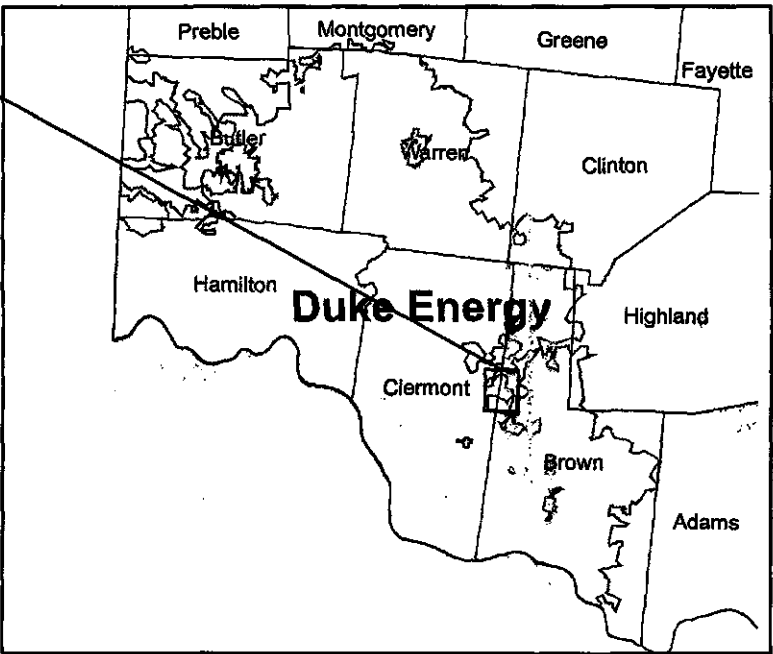 Preble
Montgomery
Greene
Fayette
Butler
Warren
Clinton
Hamilton
Duke Energy
Highland
Clermont
Brown
Adams